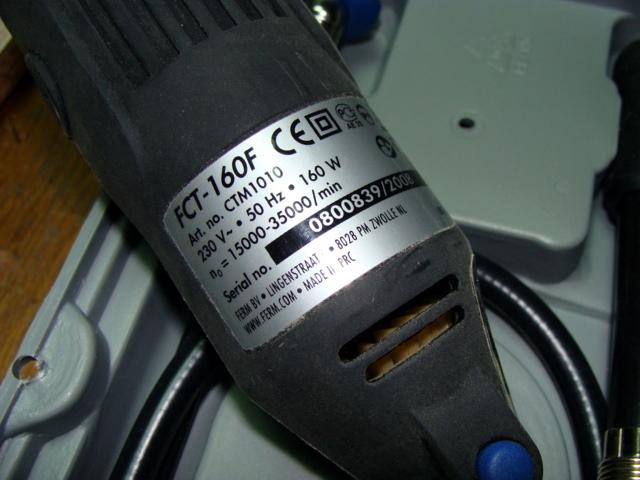 FCT-160F CE
Art. no. CTM1010
230 V~ • 50 Hz • 160 W
n₀ = 15000-35000/min
Serial no. 0800839/2008
FERM BV • LINGENSTRAAT • 8028 PM ZWOLLE NL
WWW.FERM.COM • MADE IN PRC